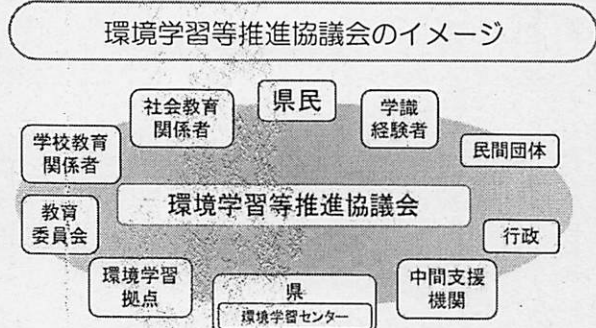 環境学習等推進協議会のイメージ
県民
社会教育
関係者
学識
経験者
学校教育
関係者
民間団体
環境学習等推進協議会
教育
委員会
行政
環境学習
拠点
県
環境学習センター
中間支援
機関